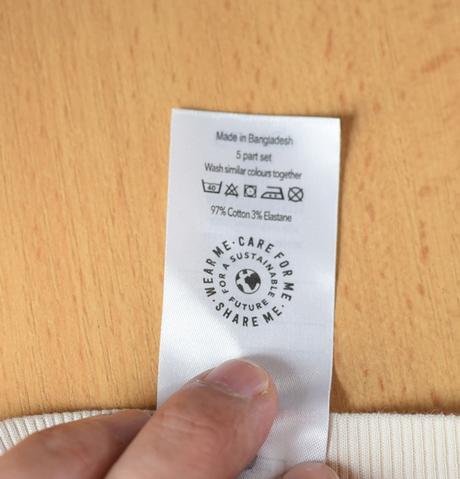 Made in Bangladesh
5 part set
Wash similar colours together
40
97% Cotton 3% Elastane
WEAR ME · CARE FOR ME · SHARE ME ·
FOR A SUSTAINABLE FUTURE